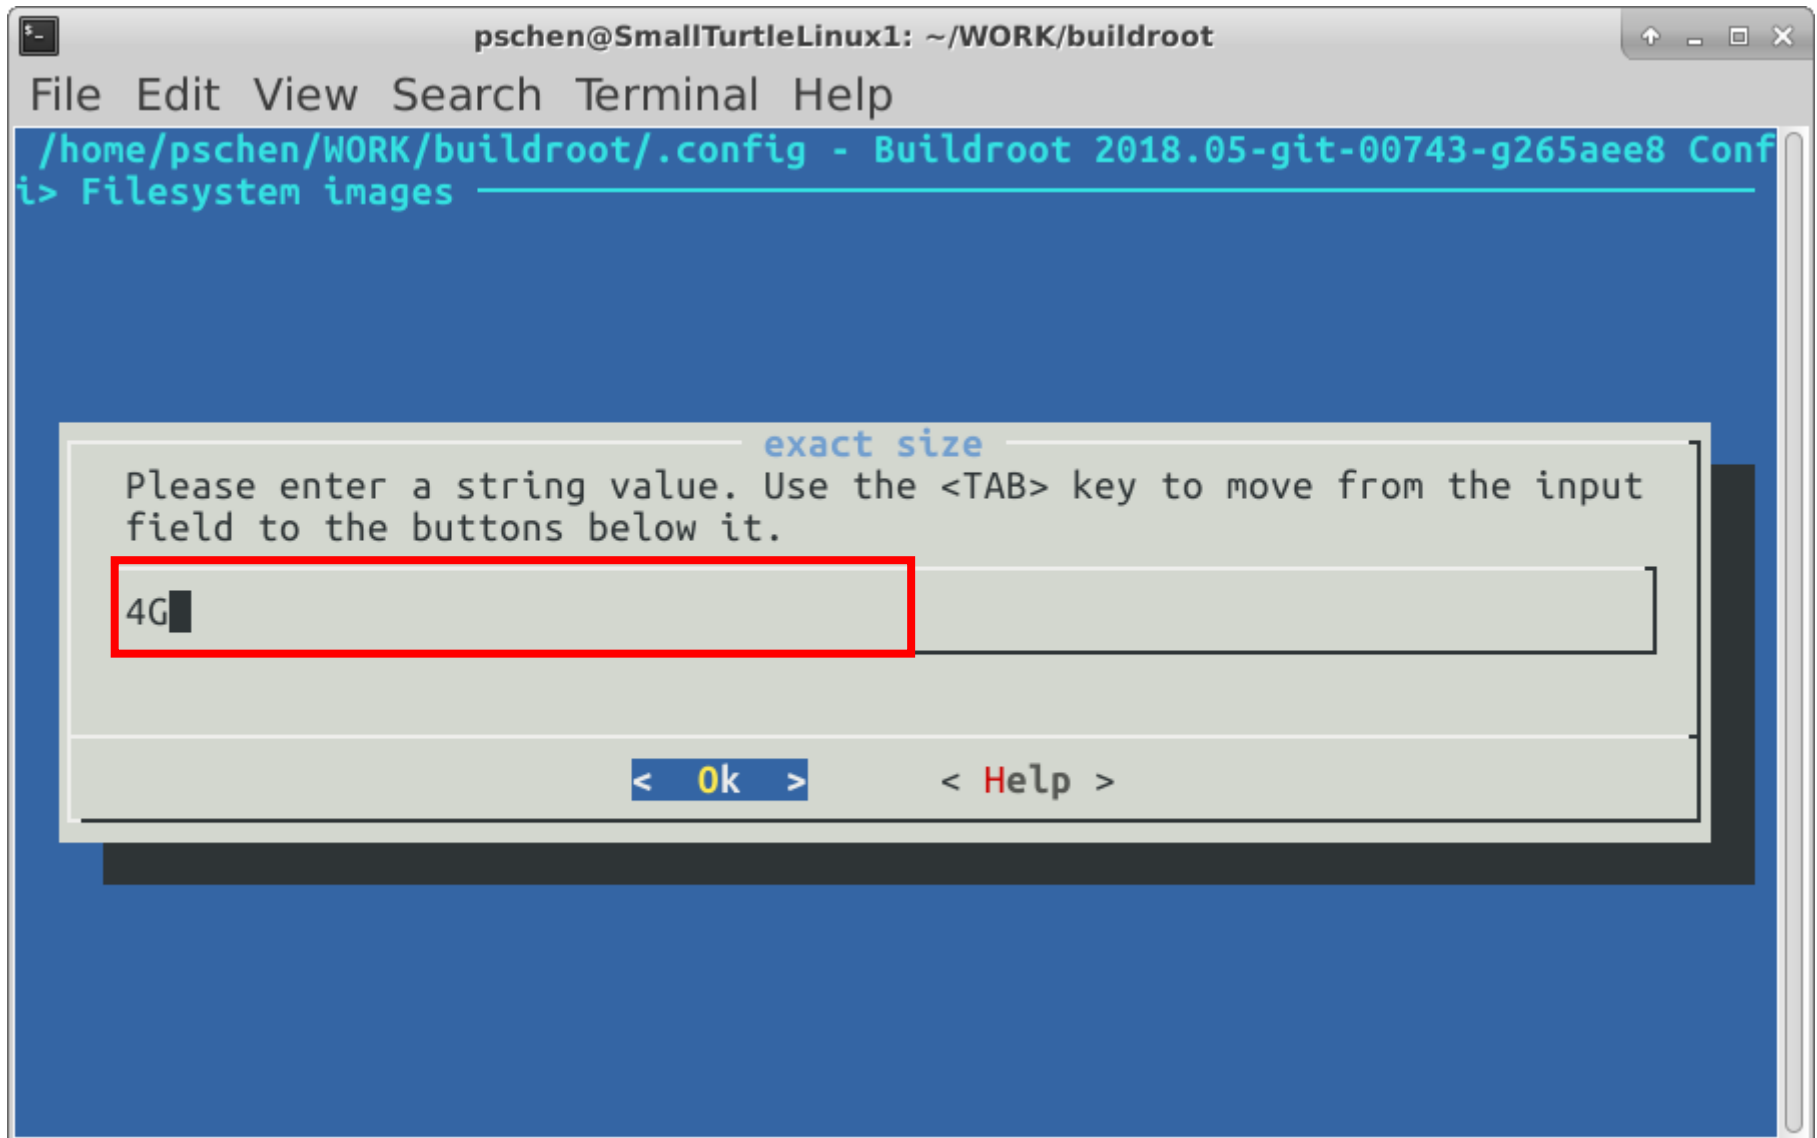 pschen@SmallTurtleLinux1: ~/WORK/buildroot
File Edit View Search Terminal Help
/home/pschen/WORK/buildroot/.config - Buildroot 2018.05-git-00743-g265aee8 Conf
i> Filesystem images
exact size
Please enter a string value. Use the <TAB> key to move from the input
field to the buttons below it.
4G
< Ok > < Help >